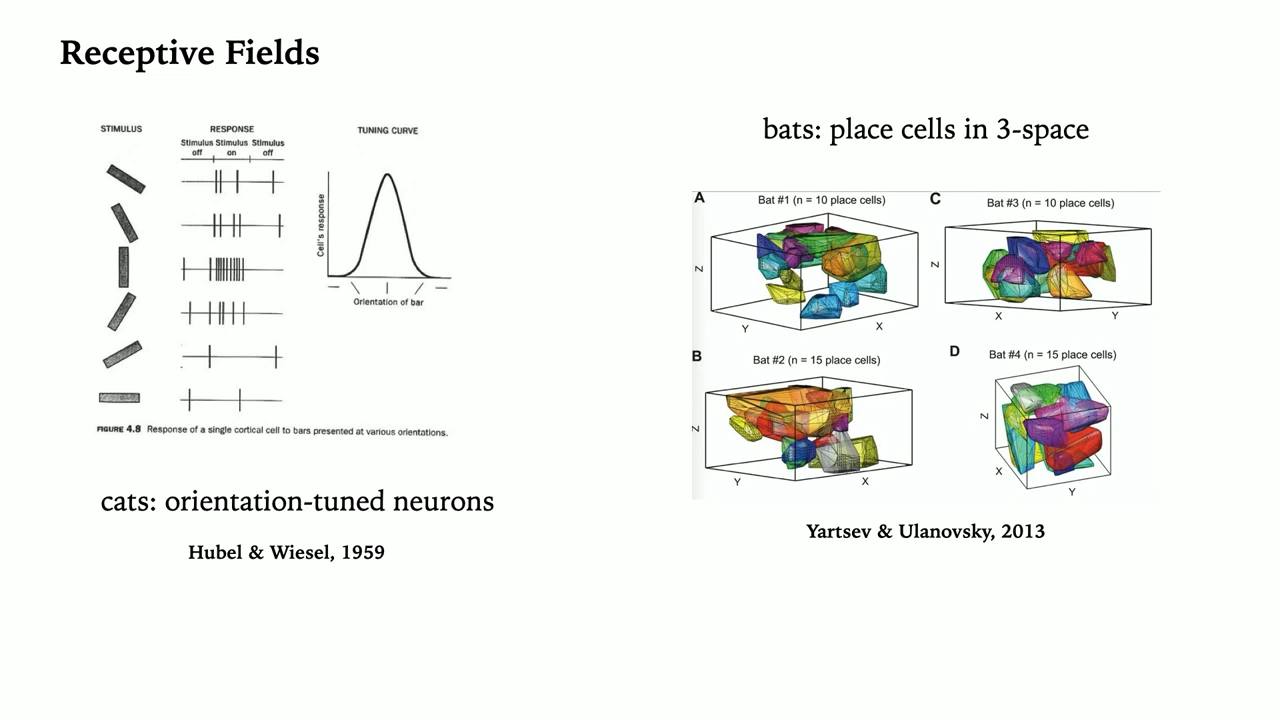 Receptive Fields
STIMULUS
RESPONSE
Stimulus Stimulus Stimulus
off on off
TUNING CURVE
Cell's response
Orientation of bar
FIGURE 4.8 Response of a single cortical cell to bars presented at various orientations.
cats: orientation-tuned neurons
Hubel & Wiesel, 1959
bats: place cells in 3-space
A
Bat #1 (n = 10 place cells)
Z
Y
X
C
Bat #3 (n = 10 place cells)
Z
X
Y
B
Bat #2 (n = 15 place cells)
Z
Y
X
D
Bat #4 (n = 15 place cells)
Z
X
Y
Yartsev & Ulanovsky, 2013